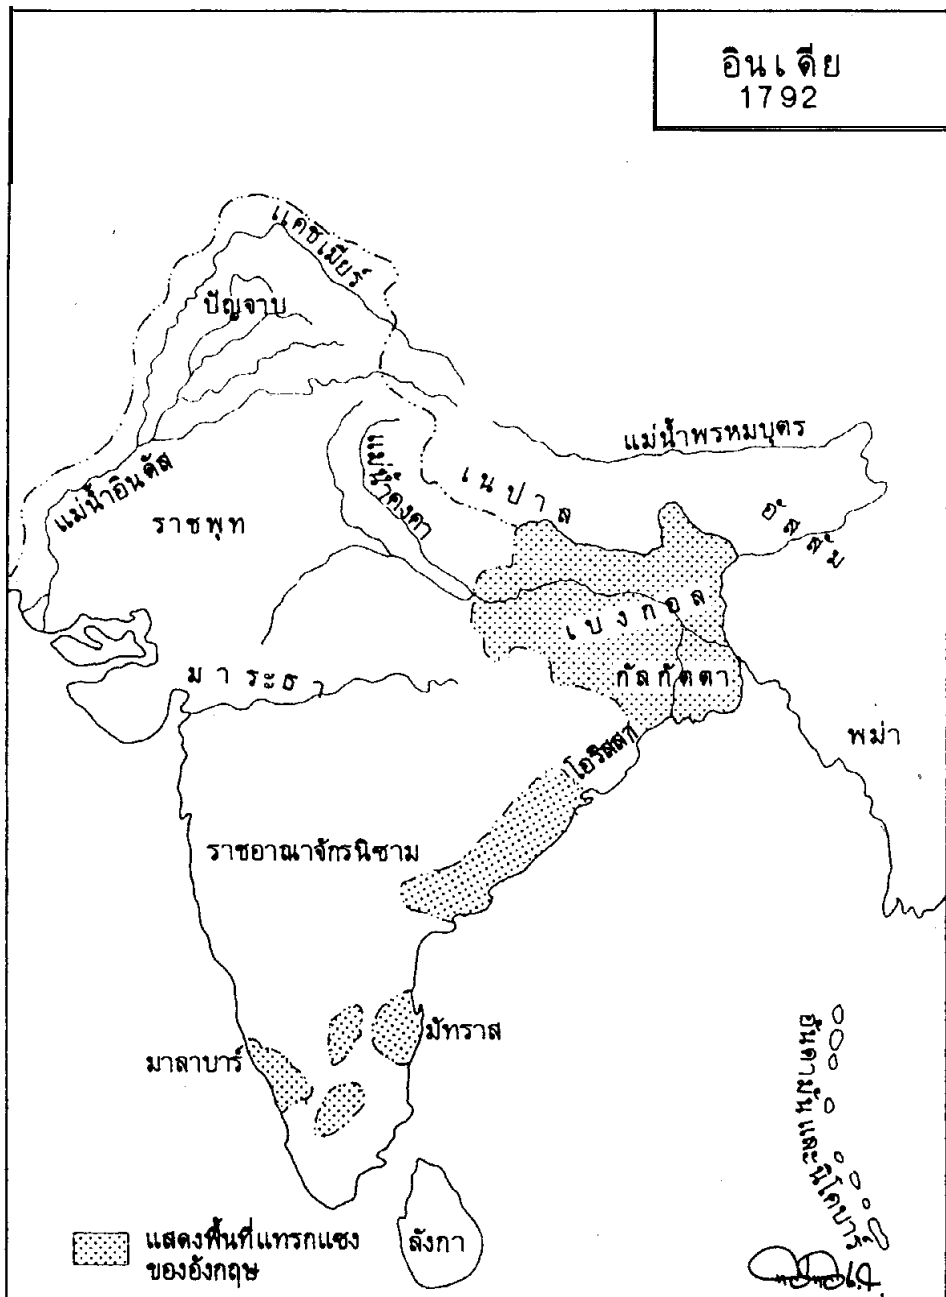 อินเดีย
1792
แคชเมียร์
ปัญจาบ
แม่น้ำพรหมบุตร
แม่น้ำคงคา
เนปาล
แม่น้ำอินดัส
ราชพุท
อัสสัม
เบงกอล
มาระธา
กัลกัตตา
พม่า
โอริสสา
ราชอาณาจักรนิซาม
มัทราส
มาลาบาร์
อันดามันและนิโคบาร์
ลังกา
แสดงพื้นที่แทรกแซง
ของอังกฤษ